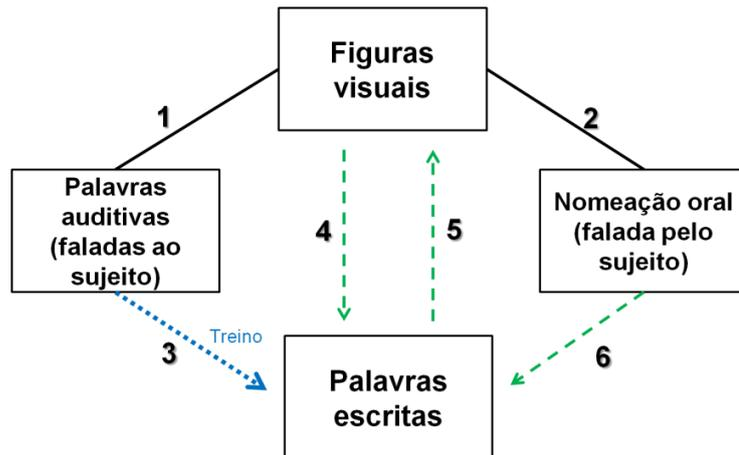 Figuras
visuais
1
2
Palavras
auditivas
(faladas ao
sujeito)
4
5
Nomeação oral
(falada pelo
sujeito)
Treino
3
6
Palavras
escritas